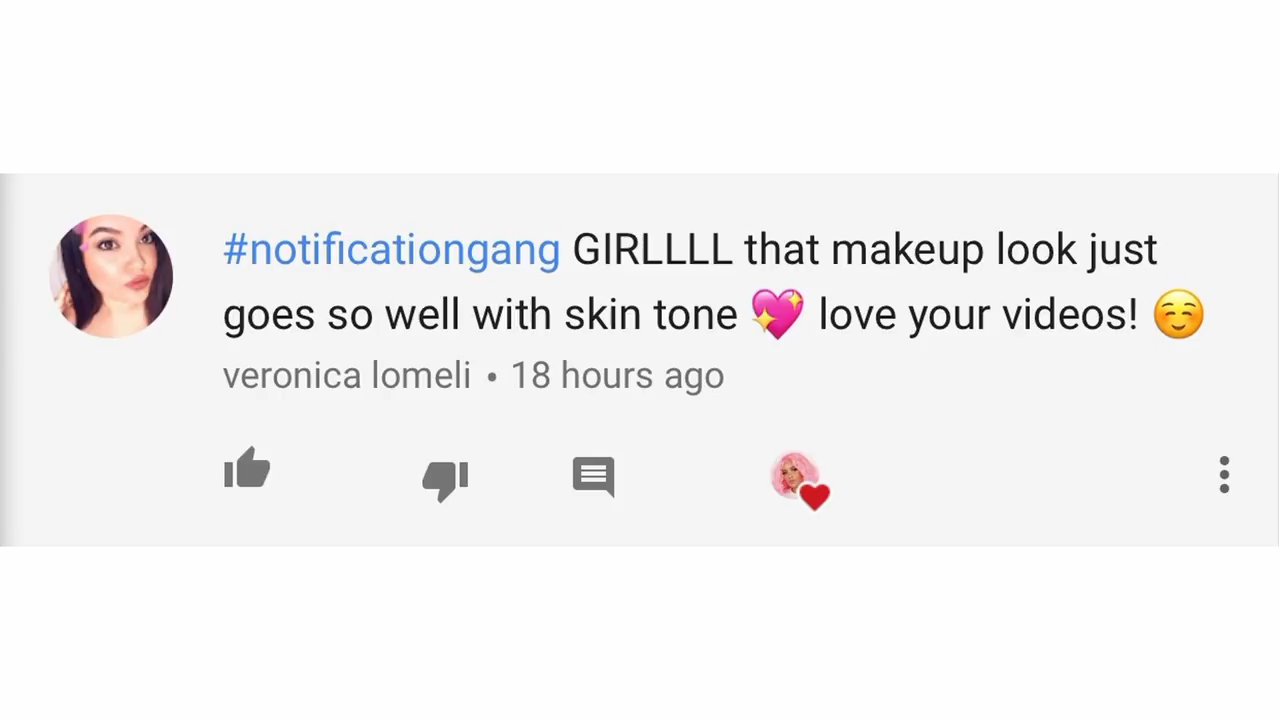 #notificationgang GIRLLLL that makeup look just
goes so well with skin tone 💖 love your videos! ☺️
veronica lomeli • 18 hours ago